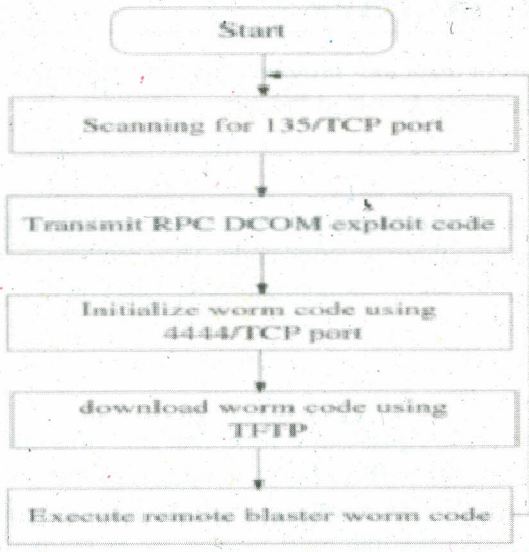 Start
Scanning for 135/TCP port
Transmit RPC DCOM exploit code
Initialize worm code using
4444/TCP port
download worm code using
TFTP
Execute remote blaster worm code